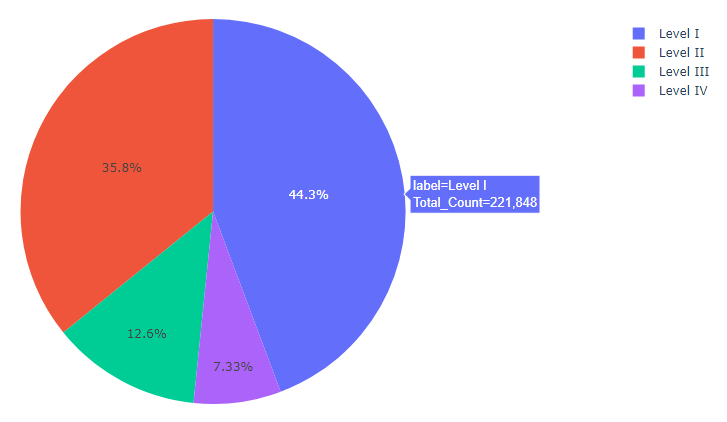 Level I
Level II
Level III
Level IV
35.8%
44.3%
label=Level I
Total_Count=221,848
12.6%
7.33%